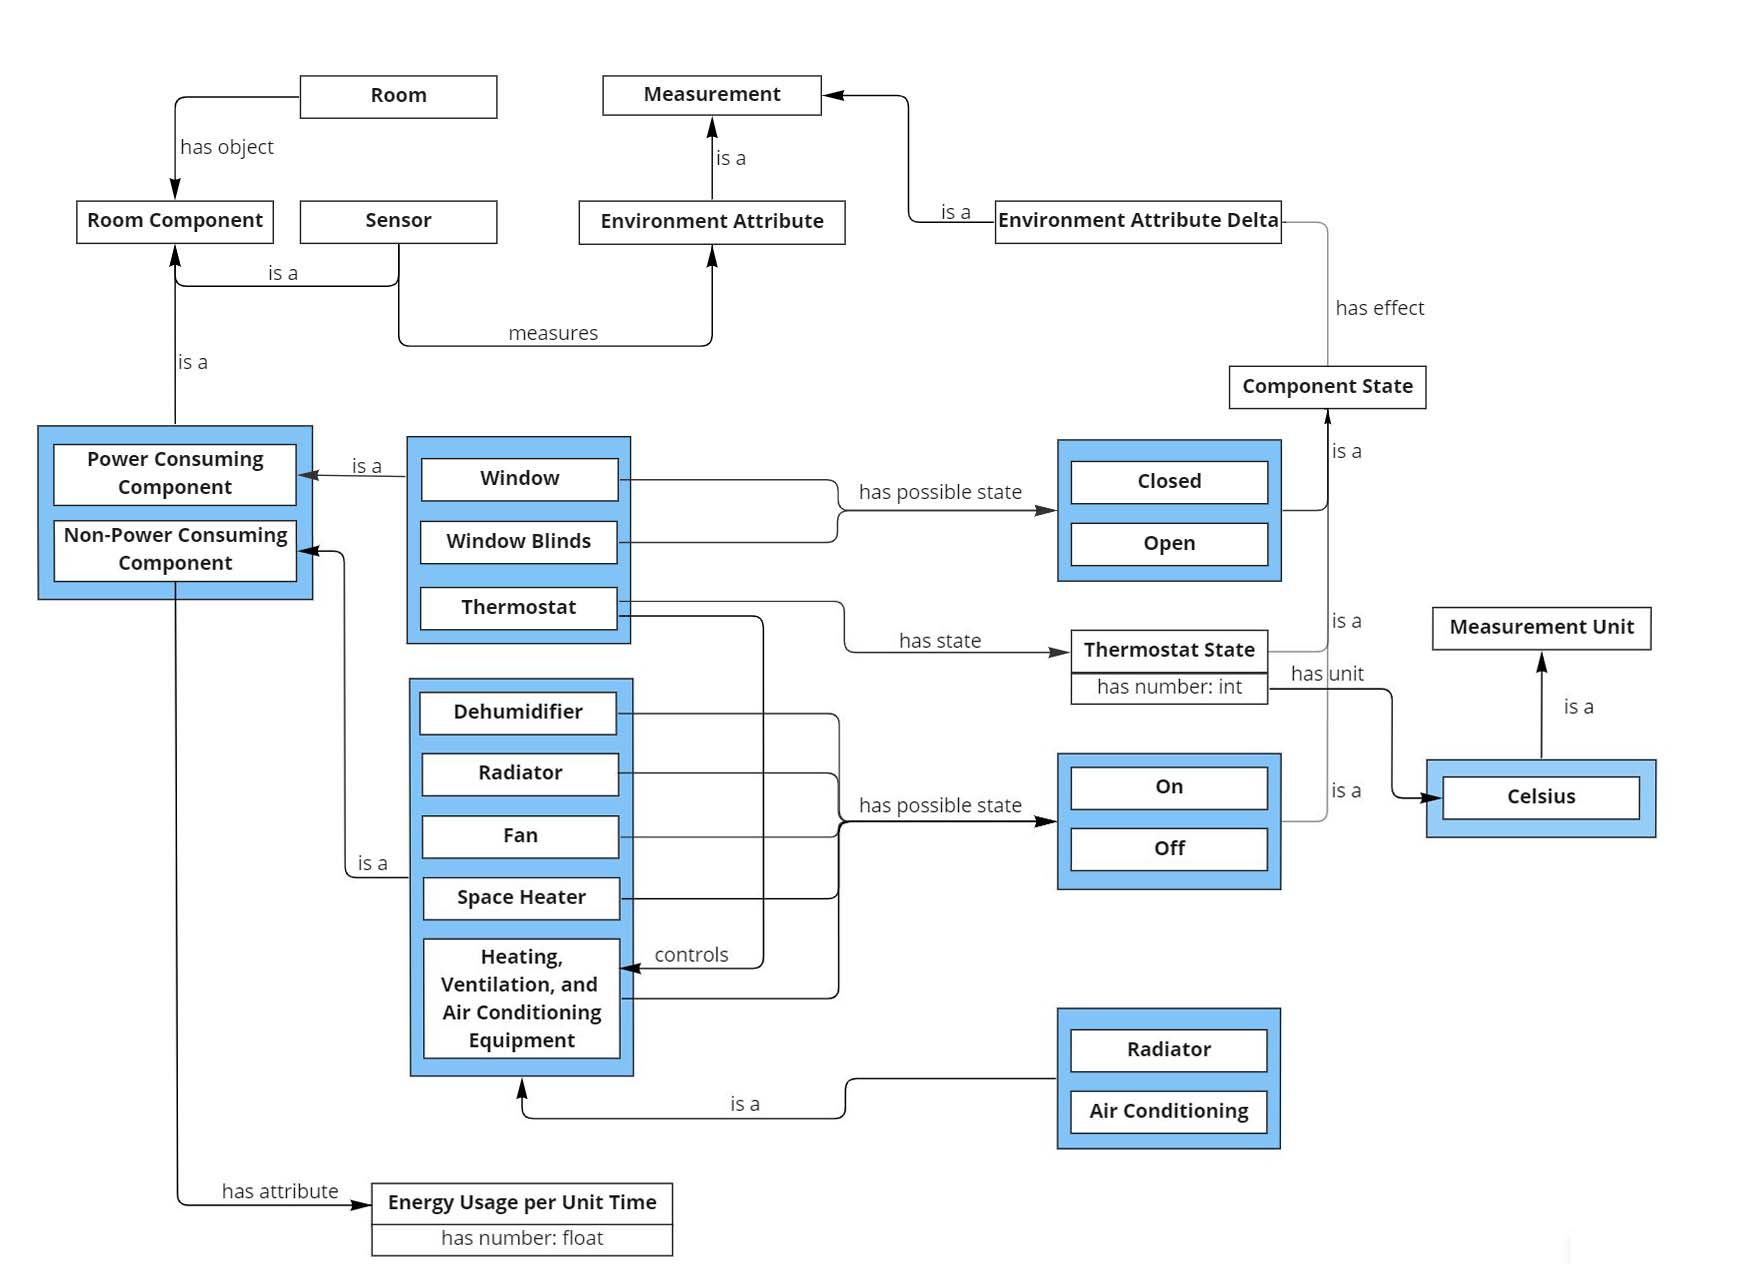 Room
Measurement
has object
is a
Room Component
Sensor
Environment Attribute
is a
Environment Attribute Delta
is a
measures
has effect
is a
Component State
Power Consuming
Component
Non-Power Consuming
Component
is a
Window
Window Blinds
Thermostat
has possible state
Closed
Open
is a
has state
Thermostat State
has number: int
is a
has unit
Measurement Unit
is a
Celsius
Dehumidifier
Radiator
Fan
Space Heater
Heating,
Ventilation, and
Air Conditioning
Equipment
is a
has possible state
On
Off
is a
controls
Radiator
Air Conditioning
is a
has attribute
Energy Usage per Unit Time
has number: float